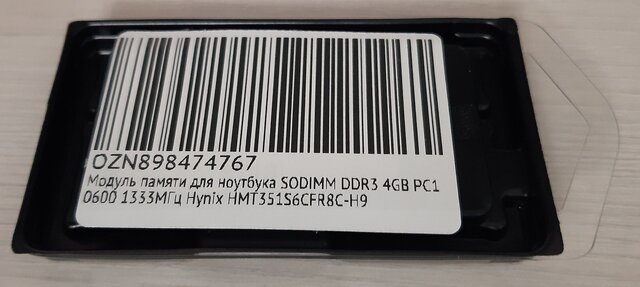 OZN898474767
Модуль памяти для ноутбука SODIMM DDR3 4GB PC1
0600 1333МГц Hynix HMT351S6CFR8C-H9